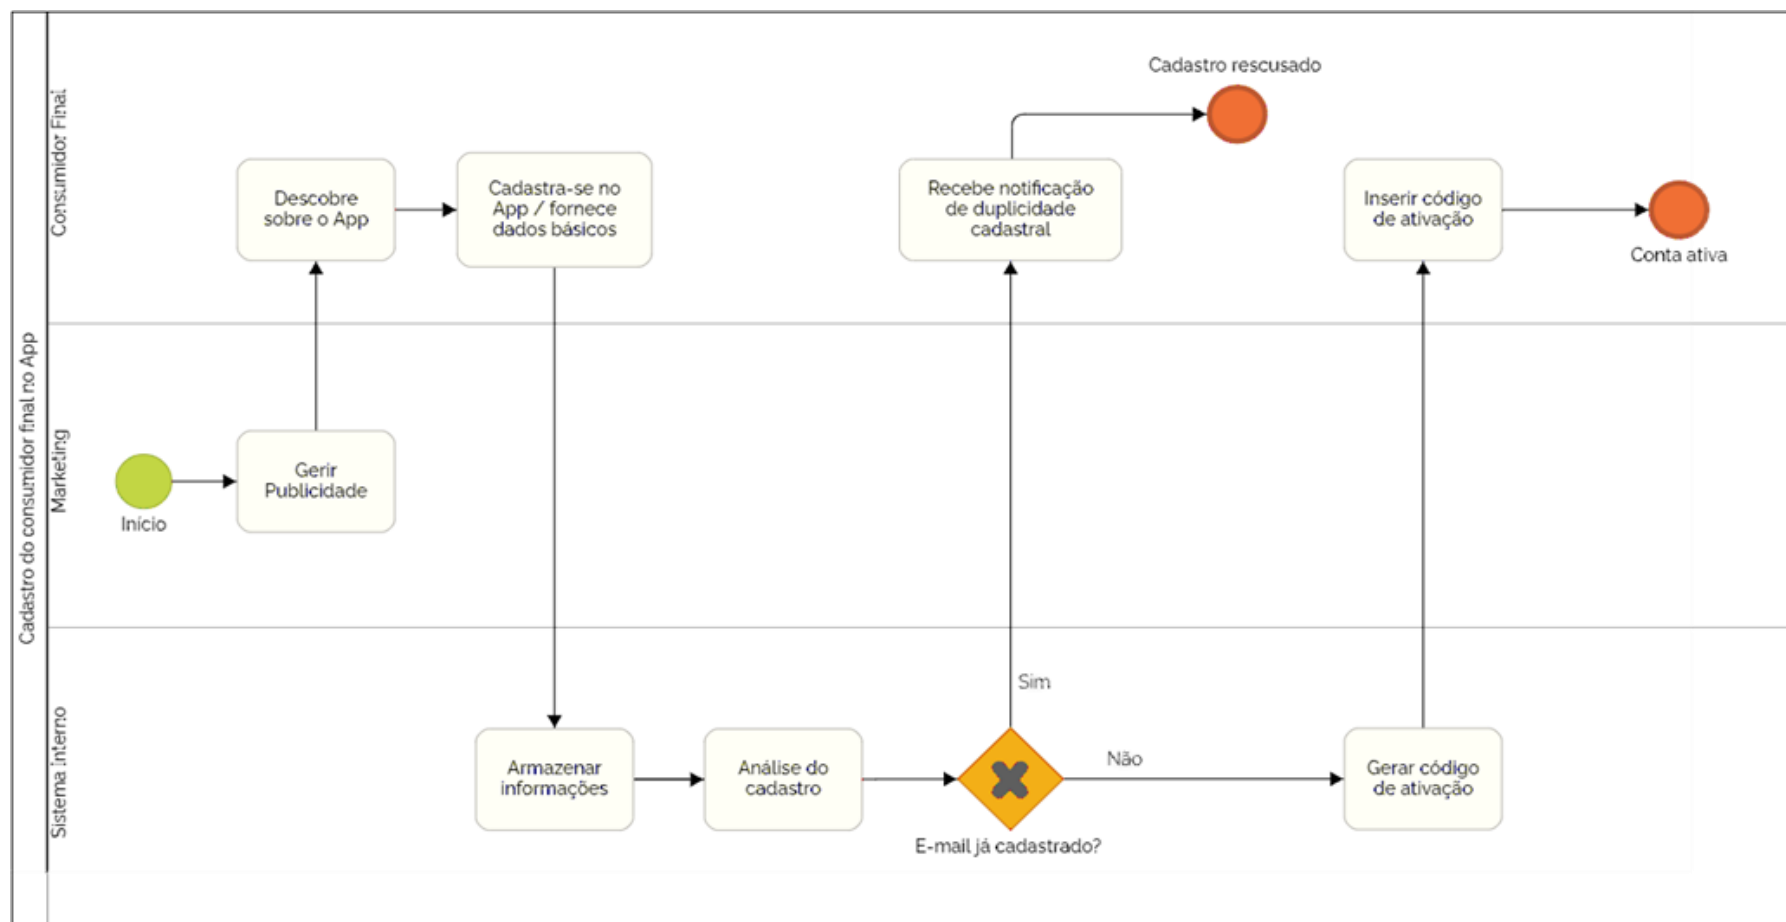 Cadastro do consumidor final no App
Consumidor Final
Marketing
Sistema Interno
Cadastro rescusado
Descobre
sobre o App
Cadastra-se no
App / fornece
dados básicos
Recebe notificação
de duplicidade
cadastral
Inserir código
de ativação
Conta ativa
Início
Gerir
Publicidade
Sim
Não
Armazenar
informações
Análise do
cadastro
E-mail já cadastrado?
Gerar código
de ativação